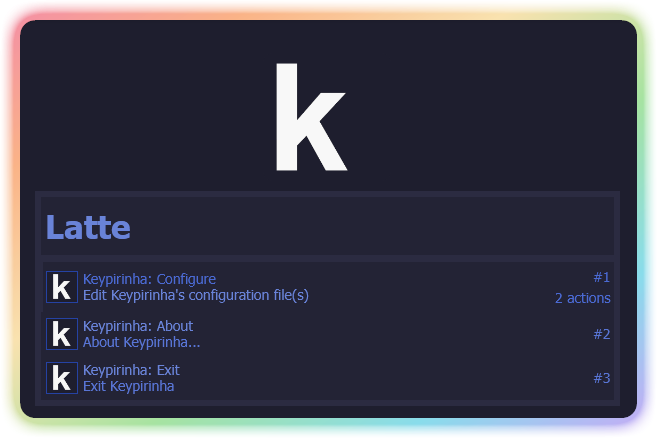 k
Latte
k Keypirinha: Configure #1
Edit Keypirinha's configuration file(s) 2 actions
k Keypirinha: About #2
About Keypirinha...
k Keypirinha: Exit #3
Exit Keypirinha